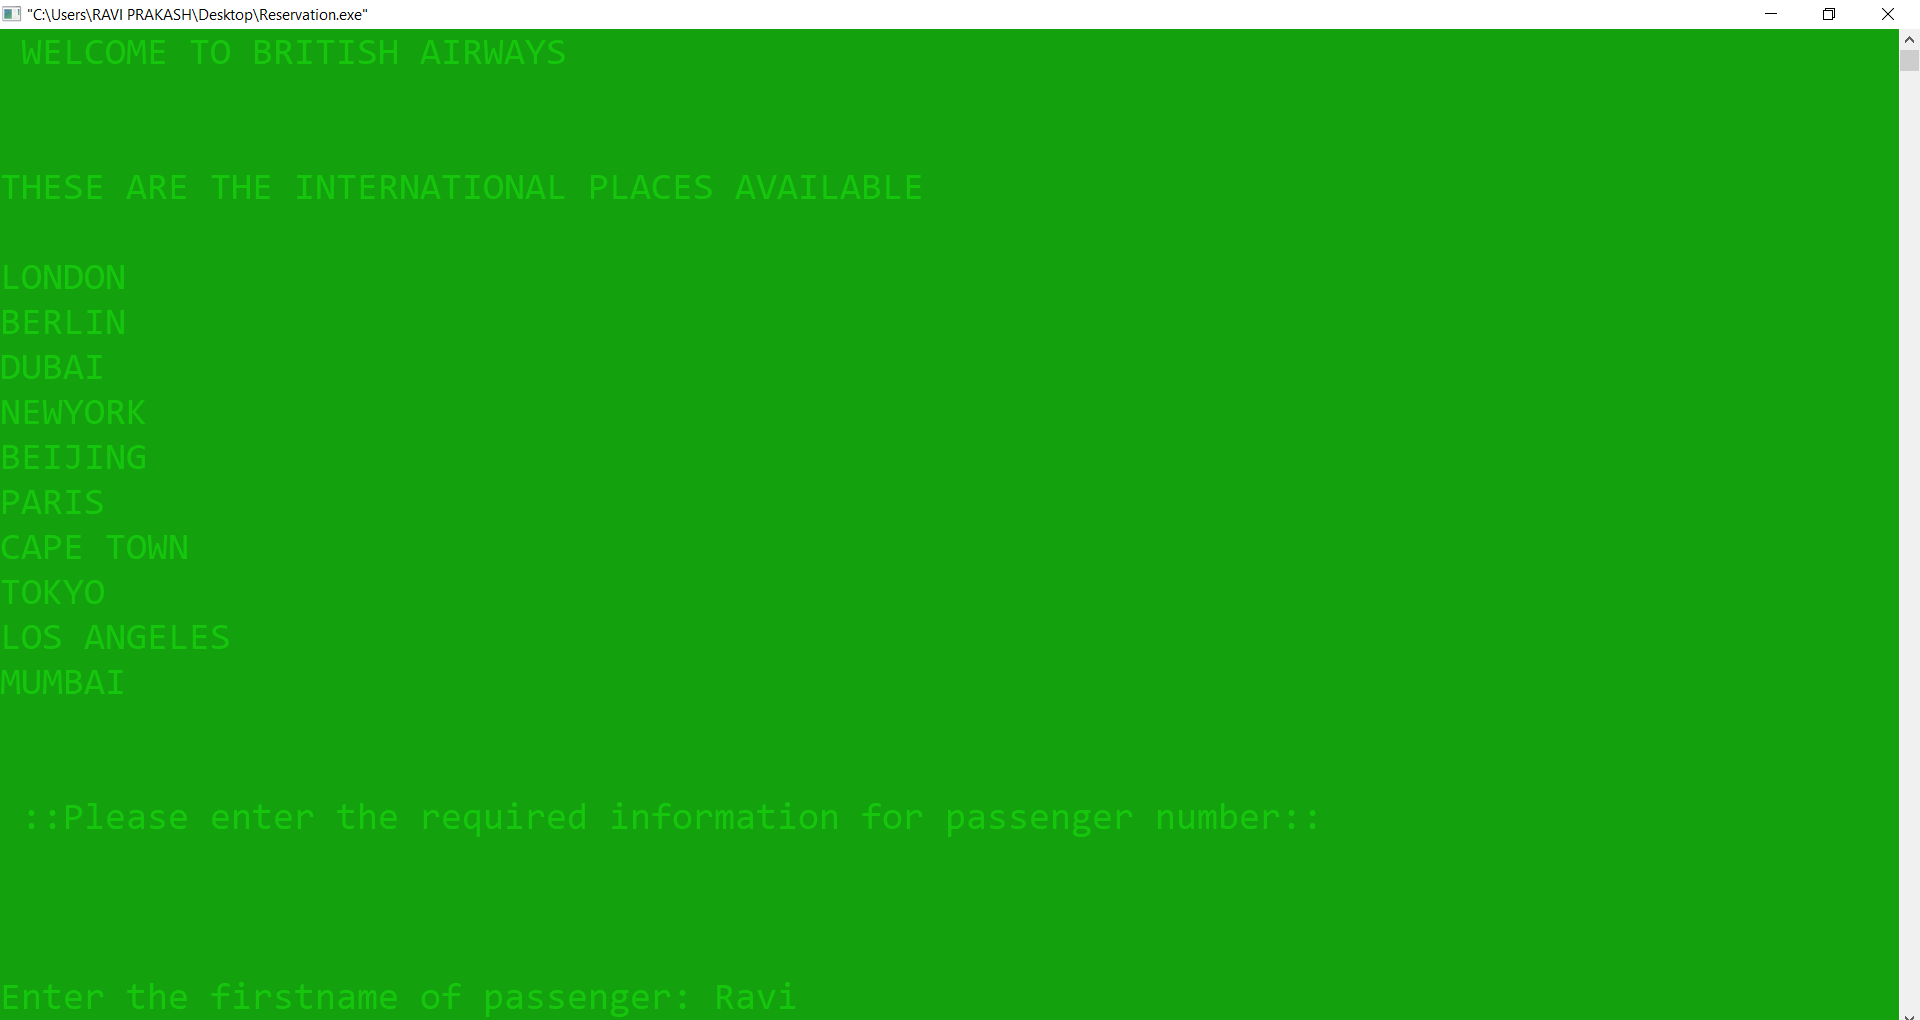 "C:\Users\RAVI PRAKASH\Desktop\Reservation.exe"
WELCOME TO BRITISH AIRWAYS
THESE ARE THE INTERNATIONAL PLACES AVAILABLE
LONDON
BERLIN
DUBAI
NEWYORK
BEIJING
PARIS
CAPE TOWN
TOKYO
LOS ANGELES
MUMBAI
::Please enter the required information for passenger number::
Enter the firstname of passenger: Ravi